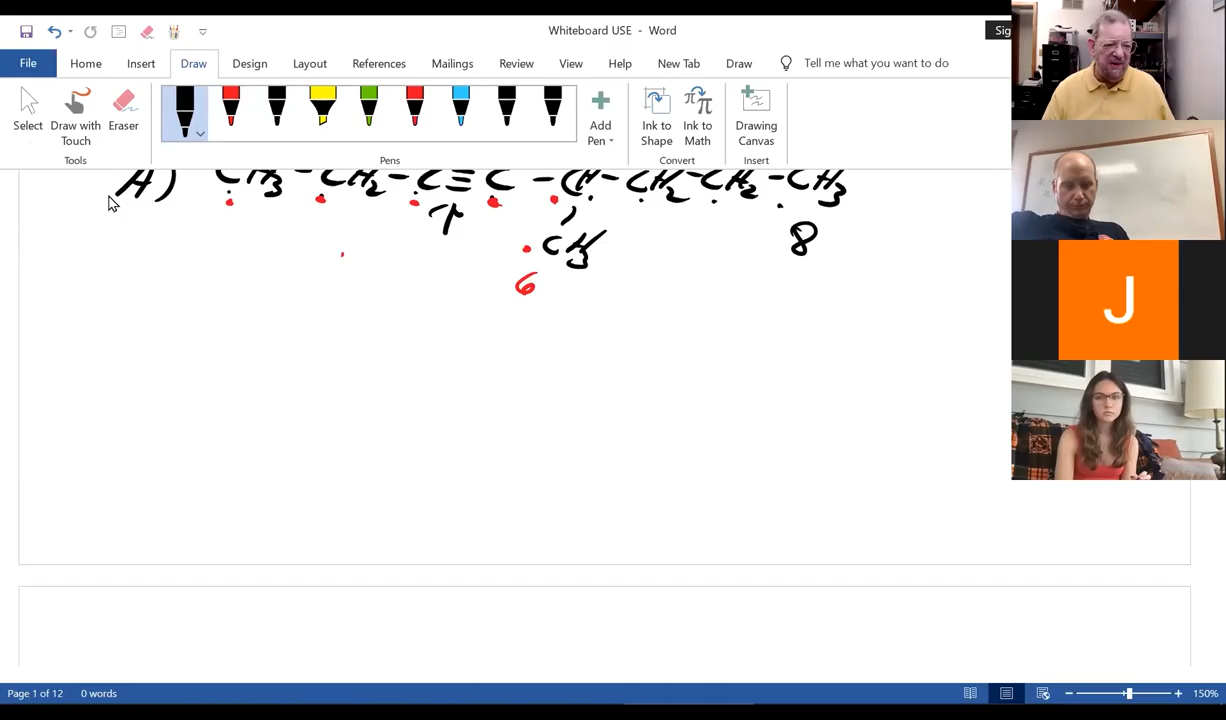 Whiteboard USE - Word
Sig
File Home Insert Draw Design Layout References Mailings Review View Help New Tab Draw Tell me what you want to do
Select Draw with Touch Eraser Add Pen Ink to Shape Ink to Math Drawing Canvas
Tools Pens Convert Insert
A) CH3 - CH2 - C ≡ C - CH - CH2 - CH2 - CH3
CH3
8
6
J
Page 1 of 12 0 words 150%